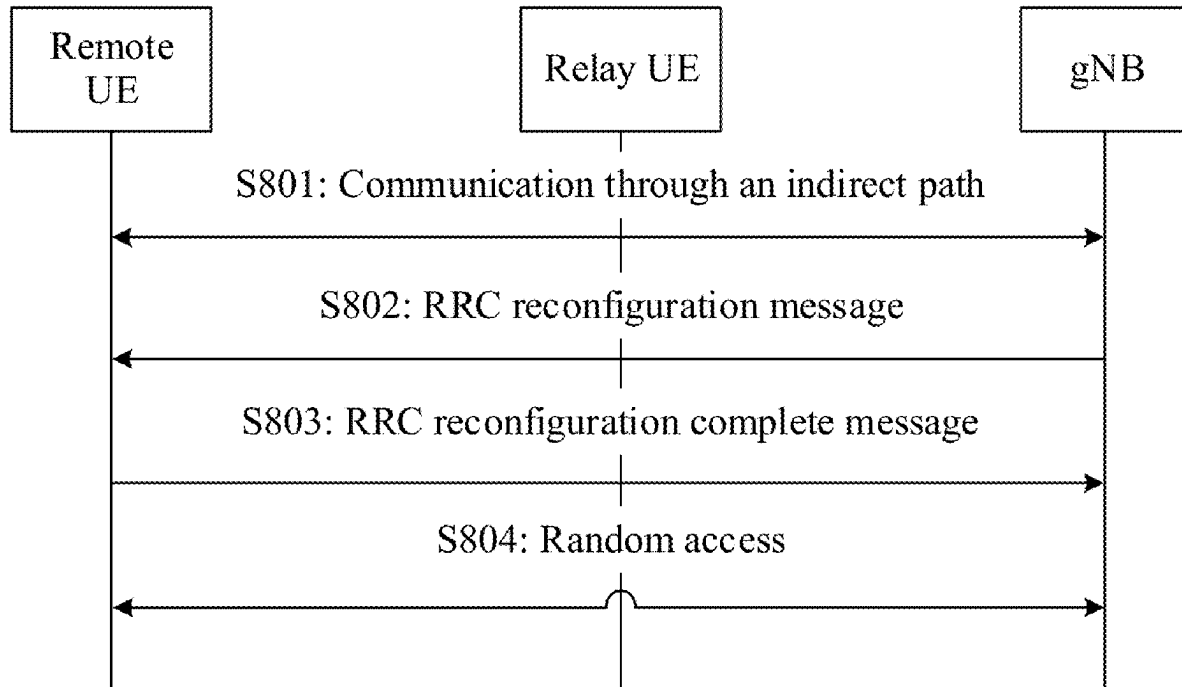 Remote
UE
Relay UE
gNB
S801: Communication through an indirect path
S802: RRC reconfiguration message
S803: RRC reconfiguration complete message
S804: Random access